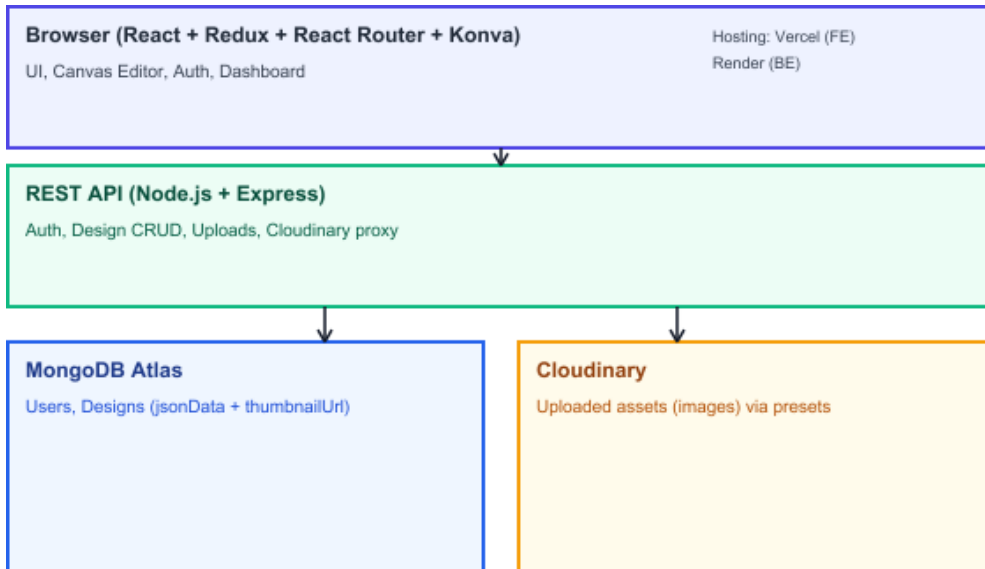 Browser (React + Redux + React Router + Konva)
UI, Canvas Editor, Auth, Dashboard
Hosting: Vercel (FE)
Render (BE)
REST API (Node.js + Express)
Auth, Design CRUD, Uploads, Cloudinary proxy
MongoDB Atlas
Users, Designs (jsonData + thumbnailUrl)
Cloudinary
Uploaded assets (images) via presets